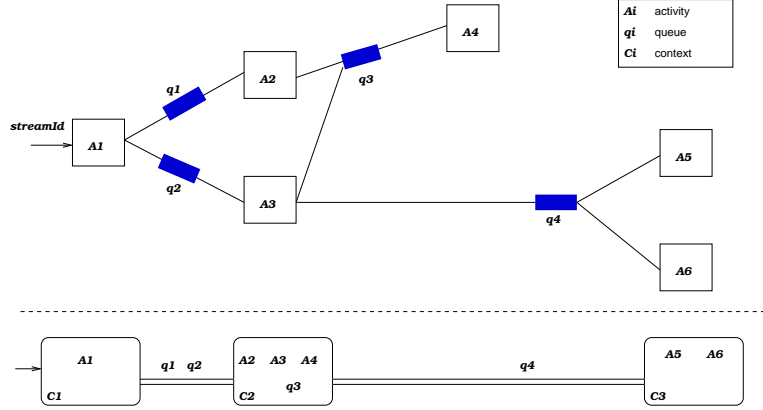 A4
Ai activity
qi queue
Ci context
A2
q3
q1
streamId
A1
A5
q2
A3
q4
A6
A1
q1 q2
A2 A3 A4
q4
A5 A6
q3
C1
C2
C3